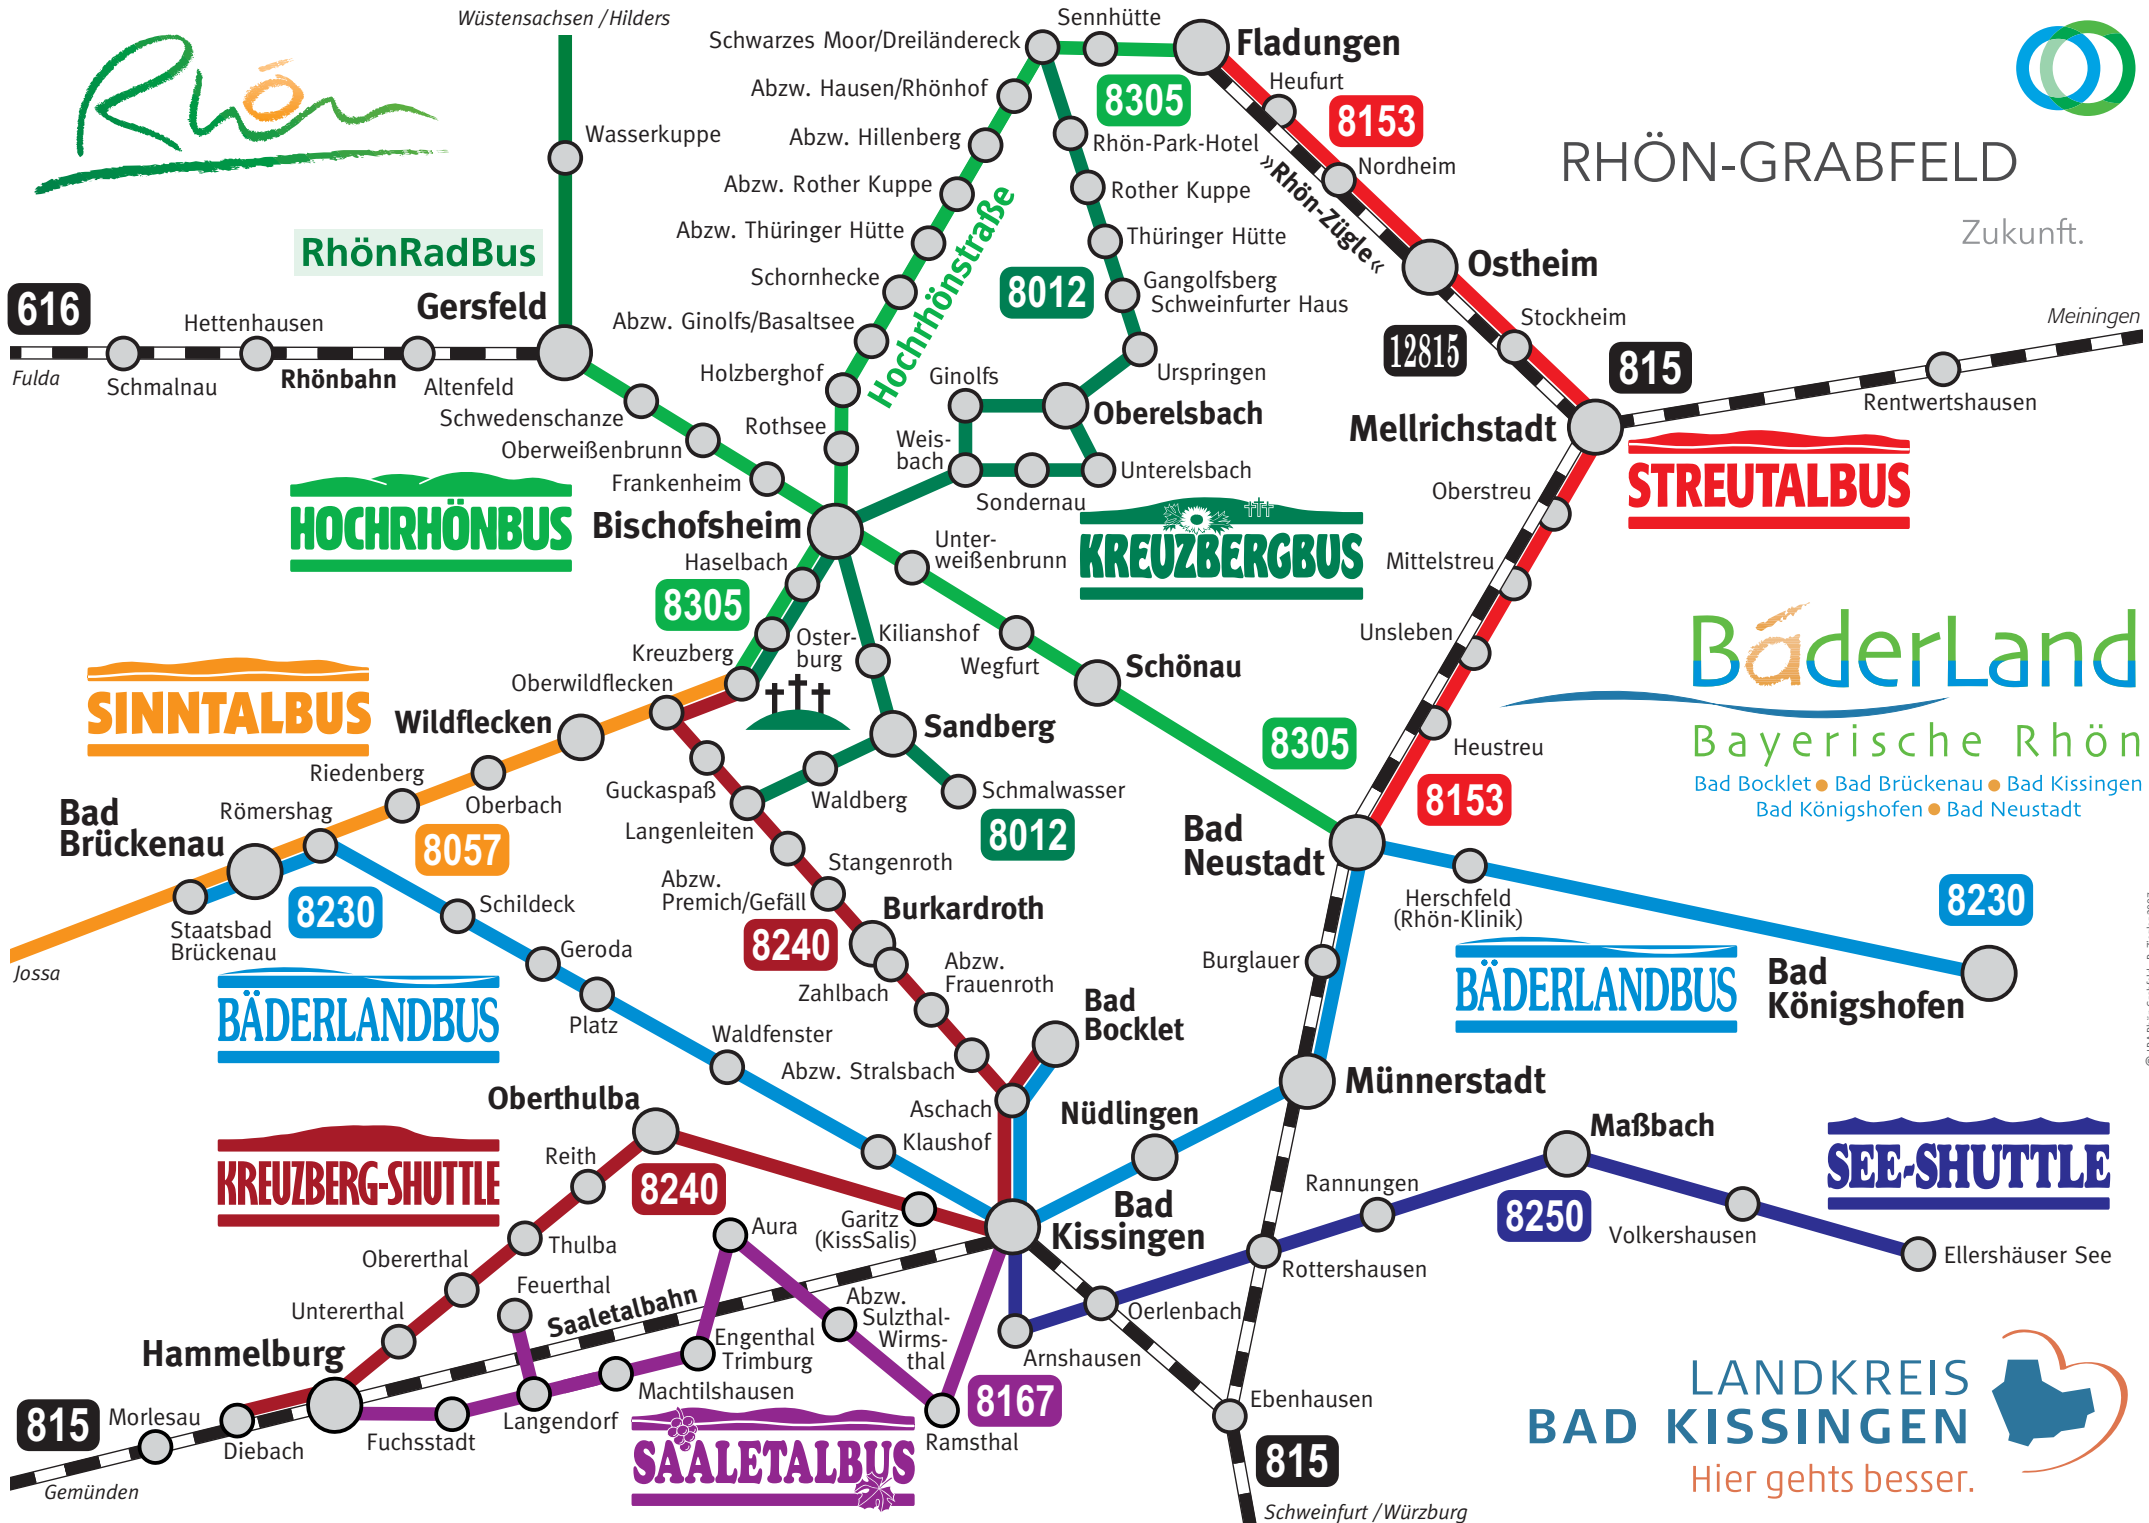 Wüstensachsen / Hilders
Sennhütte
Schwarzes Moor/Dreiländereck
Fladungen
Rhön
Abzw. Hausen/Rhönhof
Heufurt
8305
8153
Wasserkuppe
Abzw. Hillenberg
Rhön-Park-Hotel
RHÖN-GRABFELD
Zukunft.
»Rhön-Zügle«
Nordheim
Abzw. Rother Kuppe
Rother Kuppe
Abzw. Thüringer Hütte
Thüringer Hütte
RhönRadBus
Hochrhönstraße
Ostheim
Schornhecke
8012
Gangolfsberg
Schweinfurter Haus
616
Gersfeld
Hettenhausen
Abzw. Ginolfs/Basaltsee
Stockheim
Meiningen
12815
815
Fulda
Schmalnau
Rhönbahn
Altenfeld
Holzberghof
Ginolfs
Urspringen
Rentwertshausen
Schwedenschanze
Oberelsbach
Mellrichstadt
Rothsee
Weis-
bach
Oberweißenbrunn
Unterelsbach
STREUTALBUS
Frankenheim
Sondernau
Oberstreu
HOCHRHÖNBUS
Bischofsheim
Unter-
weißenbrunn
KREUZBERGBUS
Haselbach
Mittelstreu
8305
Oster-
burg
Kilianshof
Unsleben
BäderLand
Kreuzberg
Wegfurt
Schönau
SINNTALBUS
Oberwildflecken
Wildflecken
Sandberg
8305
Heustreu
Bayerische Rhön
Bad Bocklet ● Bad Brückenau ● Bad Kissingen
Bad Königshofen ● Bad Neustadt
Riedenberg
Oberbach
Guckaspaß
Waldberg
Schmalwasser
8153
Römershag
Bad
Brückenau
8057
Langenleiten
8012
Bad
Neustadt
Stangenroth
Abzw.
Premich/Gefäll
Herschfeld
(Rhön-Klinik)
8230
Staatsbad
Brückenau
8230
Schildeck
Burkardroth
8240
Jossa
Geroda
Zahlbach
Abzw.
Frauenroth
Burglauer
BÄDERLANDBUS
Bad
Königshofen
BÄDERLANDBUS
Platz
Bad
Bocklet
Waldfenster
Abzw. Stralsbach
Münnerstadt
Oberthulba
Aschach
Nüdlingen
Klaushof
Maßbach
KREUZBERG-SHUTTLE
Reith
8240
SEE-SHUTTLE
Rannungen
8250
Aura
Garitz
(KissSalis)
Bad
Kissingen
Volkershausen
Thulba
Obererthal
Ellershäuser See
Rottershausen
Feuerthal
Untererthal
Saaletalbahn
Abzw.
Sulzthal-
Wirms-
thal
Oerlenbach
Engenthal
Trimburg
Hammelburg
Arnshausen
Machtilshausen
8167
Ebenhausen
LANDKREIS
BAD KISSINGEN
Hier gehts besser.
815
Morlesau
Diebach
Fuchsstadt
Langendorf
Ramsthal
SAALETALBUS
815
Gemünden
Schweinfurt / Würzburg